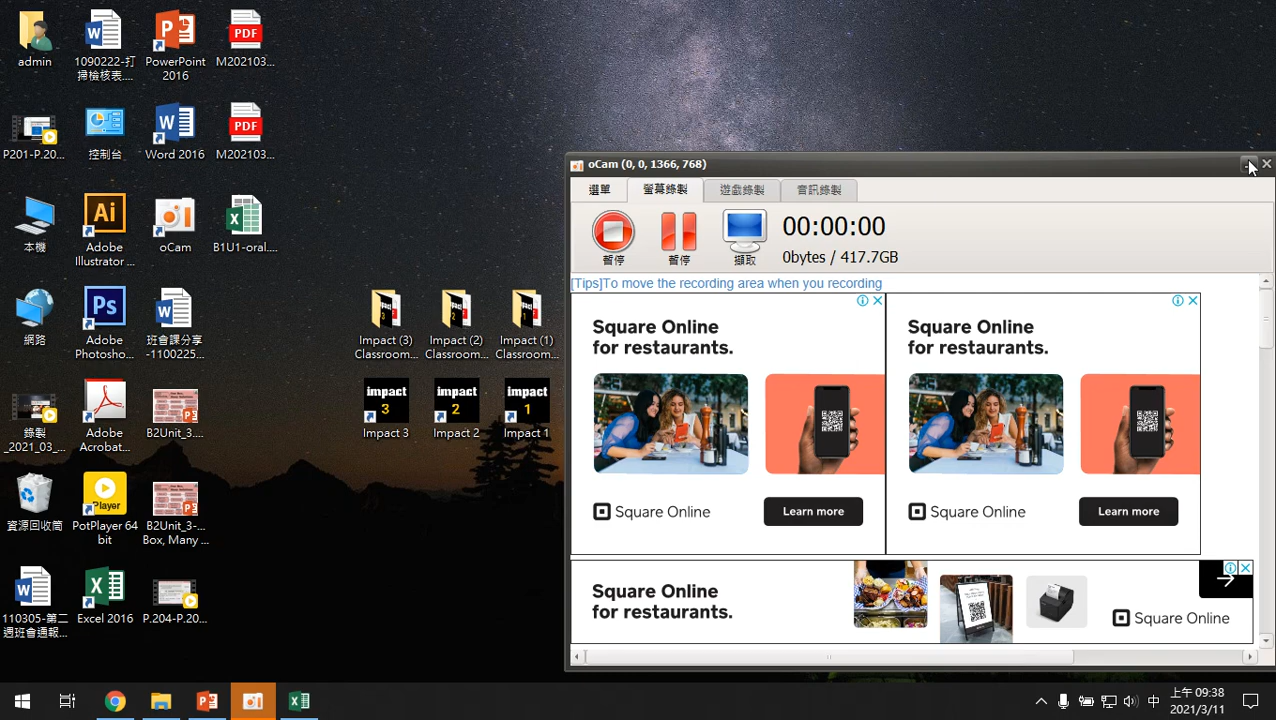 admin
1090222-打
掃檢核表....
PowerPoint
2016
PDF
M202103...
P201-P.20...
控制台
Word 2016
PDF
M202103...
本機
Ai
Adobe
Illustrator ...
oCam
B1U1-oral....
網路
Ps
Adobe
Photosho...
班會課分享
-1100225...
錄製
_2021_03_...
Adobe
Acrobat...
B2Unit_3....
資源回收筒
Player
PotPlayer 64
bit
B2Unit_3-...
Box, Many ...
110305-第二
週班會週報...
Excel 2016
P.204-P.20...
Impact (3)
Classroom...
Impact (2)
Classroom...
Impact (1)
Classroom...
impact
3
Impact 3
impact
2
Impact 2
impact
1
Impact 1
oCam (0, 0, 1366, 768)
選單
螢幕錄製
遊戲錄製
音訊錄製
暫停
暫停
擷取
00:00:00
0bytes / 417.7GB
[Tips]To move the recording area when you recording
Square Online
for restaurants.
Square Online
Learn more
Square Online
for restaurants.
Square Online
Learn more
Square Online
for restaurants.
Square Online
中
上午 09:38
2021/3/11